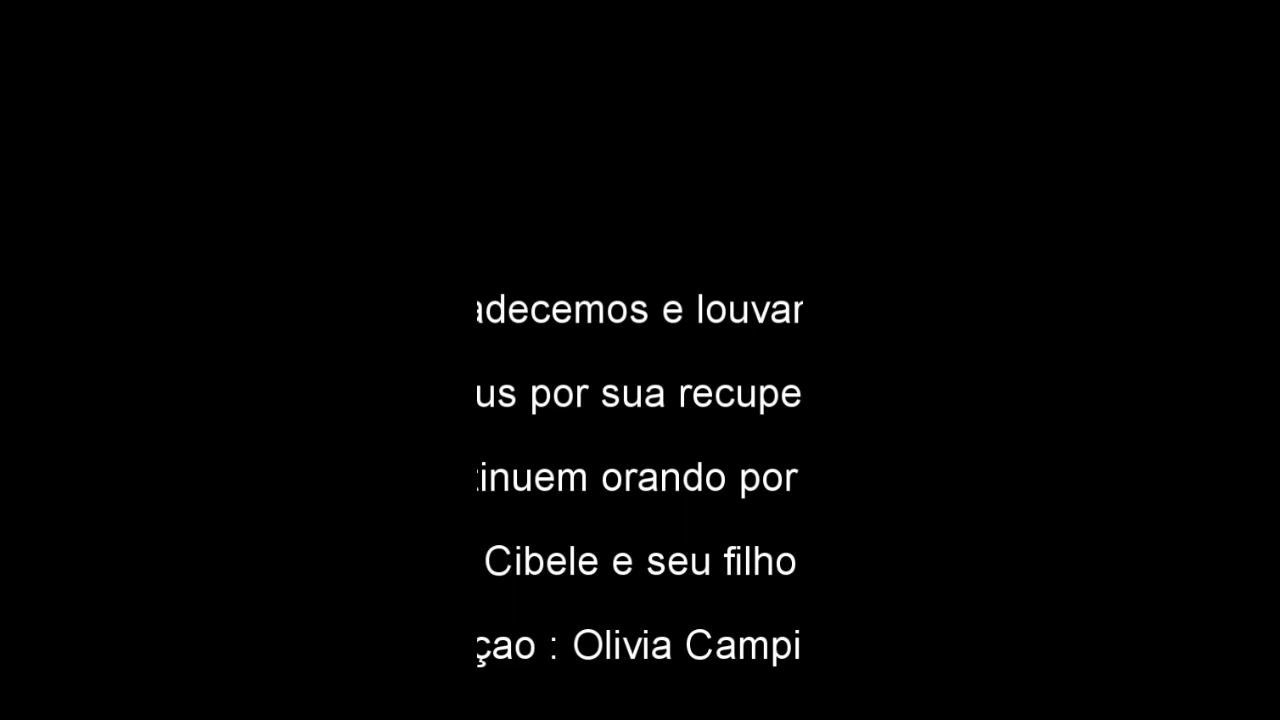 adecemos e louvar
us por sua recupe
tinuem orando por
Cibele e seu filho
çao : Olivia Campi